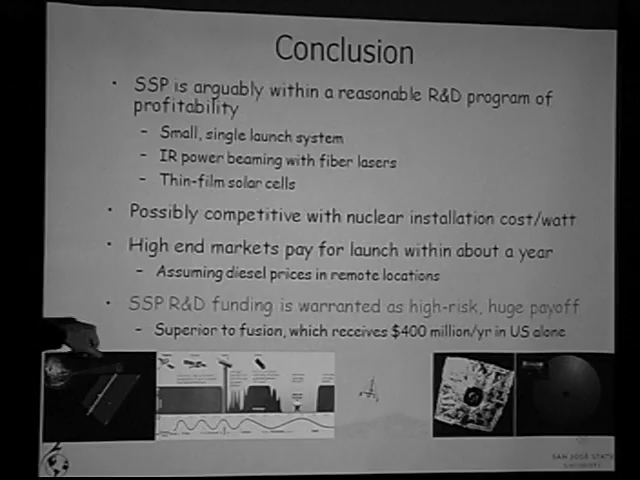 Conclusion
• SSP is arguably within a reasonable R&D program of
profitability
– Small, single launch system
– IR power beaming with fiber lasers
– Thin-film solar cells
• Possibly competitive with nuclear installation cost/watt
• High end markets pay for launch within about a year
– Assuming diesel prices in remote locations
• SSP R&D funding is warranted as high-risk, huge payoff
– Superior to fusion, which receives $400 million/yr in US alone
SAN JOSÉ STATE
UNIVERSITY